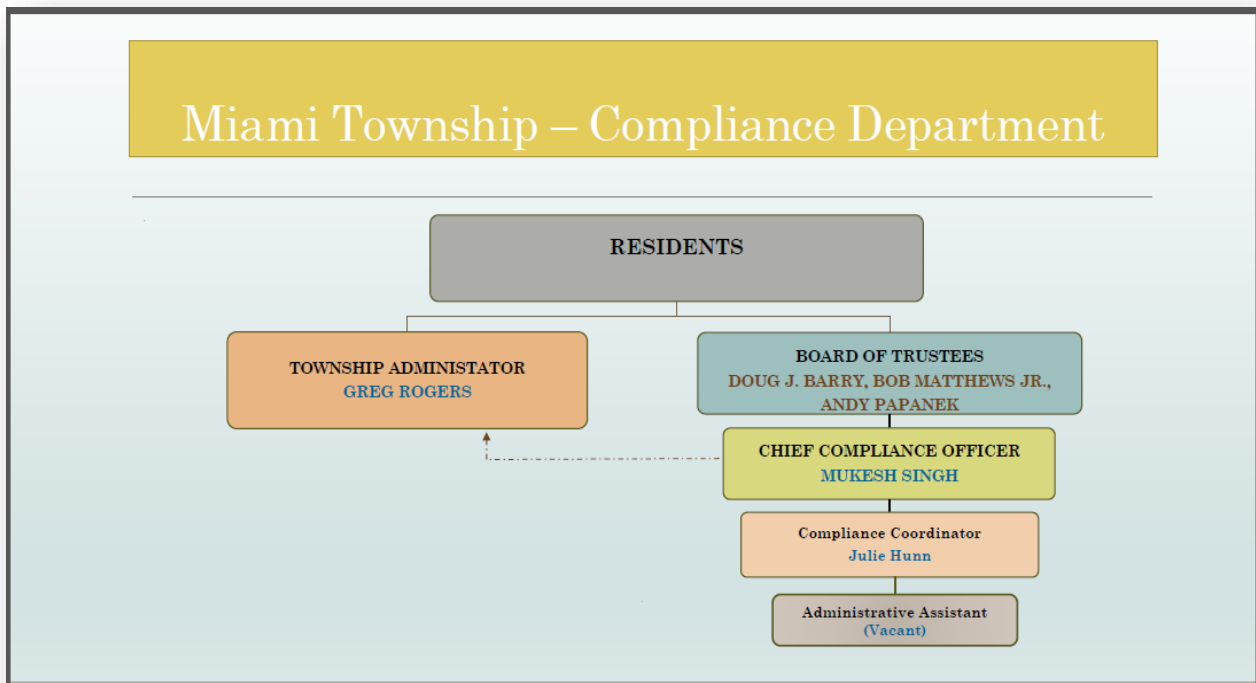 Miami Township – Compliance Department
RESIDENTS
TOWNSHIP ADMINISTATOR
GREG ROGERS
BOARD OF TRUSTEES
DOUG J. BARRY, BOB MATTHEWS JR.,
ANDY PAPANEK
CHIEF COMPLIANCE OFFICER
MUKESH SINGH
Compliance Coordinator
Julie Hunn
Administrative Assistant
(Vacant)